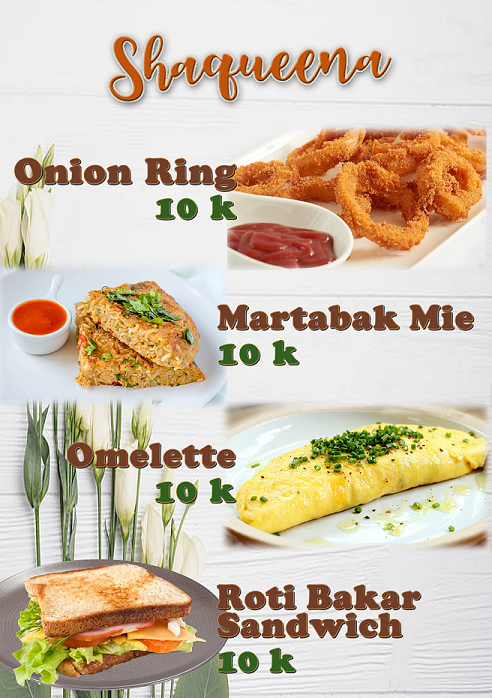 Shaqueena
Onion Ring
10 k
Martabak Mie
10 k
Omelette
10 k
Roti Bakar
Sandwich
10 k